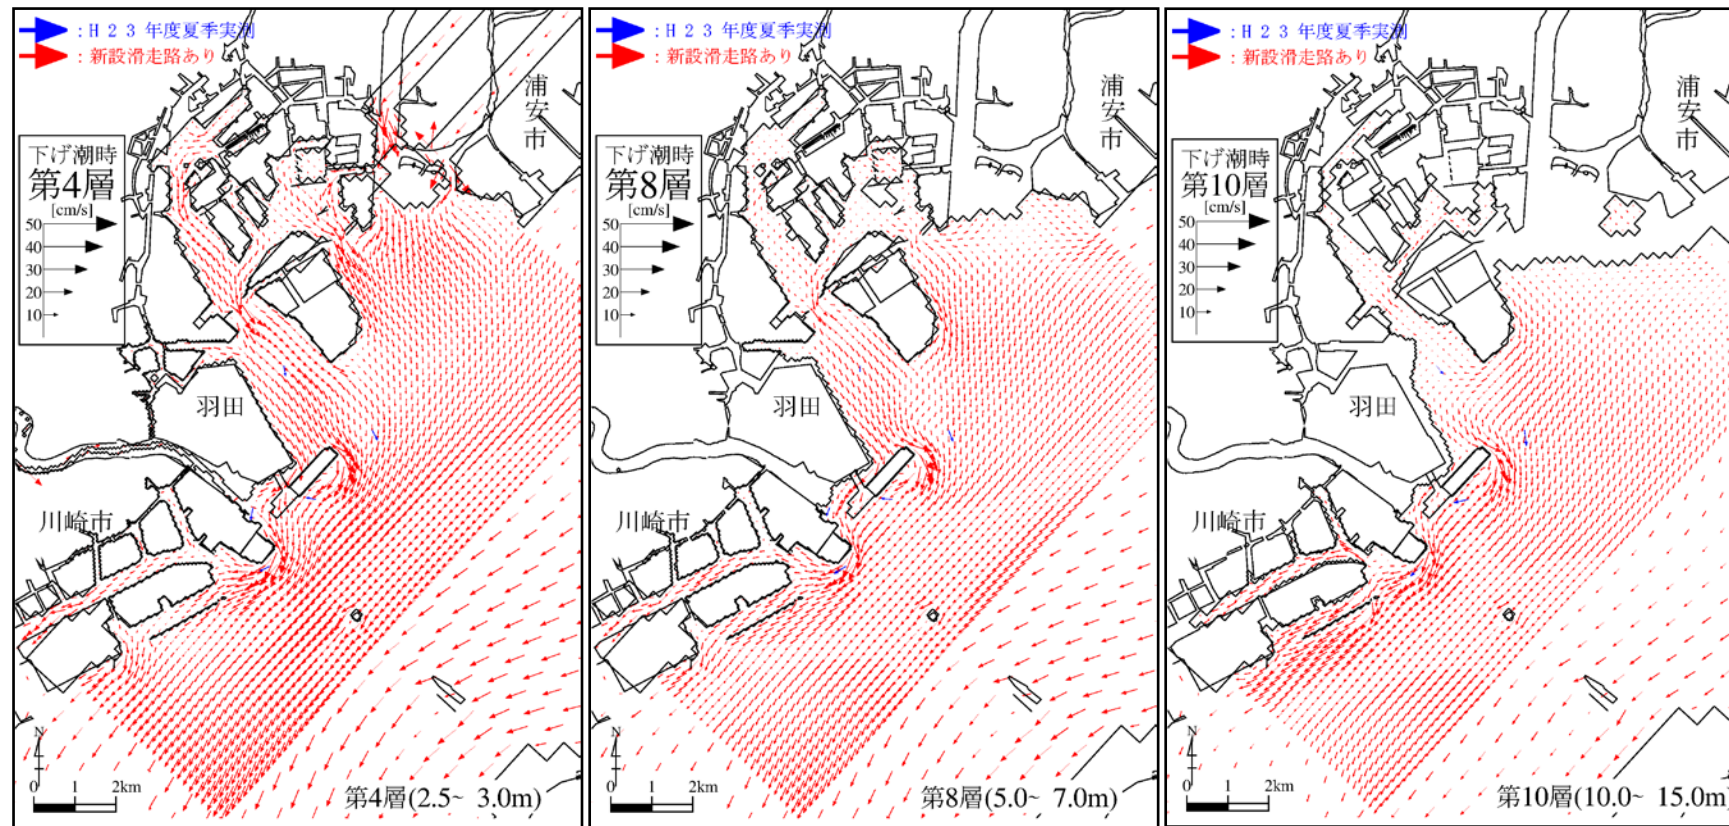 :H23年度夏季実測
:新設滑走路あり
浦安市
下げ潮時
第4層
[cm/s]
50
40
30
20
10
羽田
川崎市
N
0 1 2km
第4層(2.5~ 3.0m)
:H23年度夏季実測
:新設滑走路あり
浦安市
下げ潮時
第8層
[cm/s]
50
40
30
20
10
羽田
川崎市
N
0 1 2km
第8層(5.0~ 7.0m)
:H23年度夏季実測
:新設滑走路あり
浦安市
下げ潮時
第10層
[cm/s]
50
40
30
20
10
羽田
川崎市
N
0 1 2km
第10層(10.0~ 15.0m)